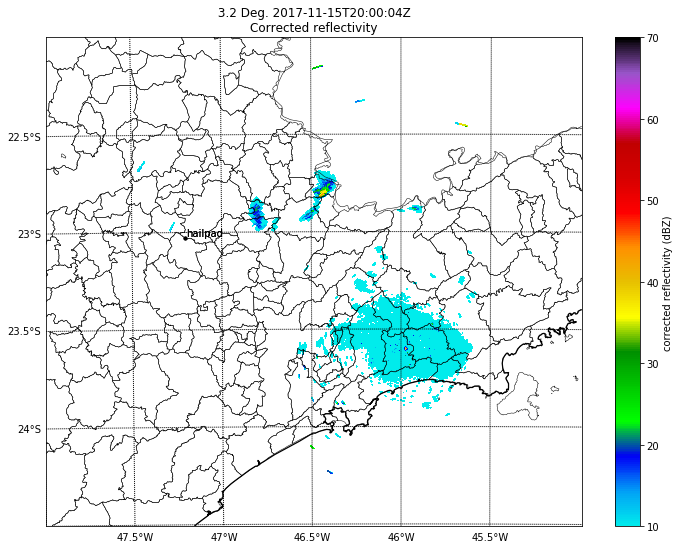 3.2 Deg. 2017-11-15T20:00:04Z
Corrected reflectivity
70
60
50
40
30
20
10
corrected reflectivity (dBZ)
22.5°S
23°S
23.5°S
24°S
hailpad
47.5°W
47°W
46.5°W
46°W
45.5°W